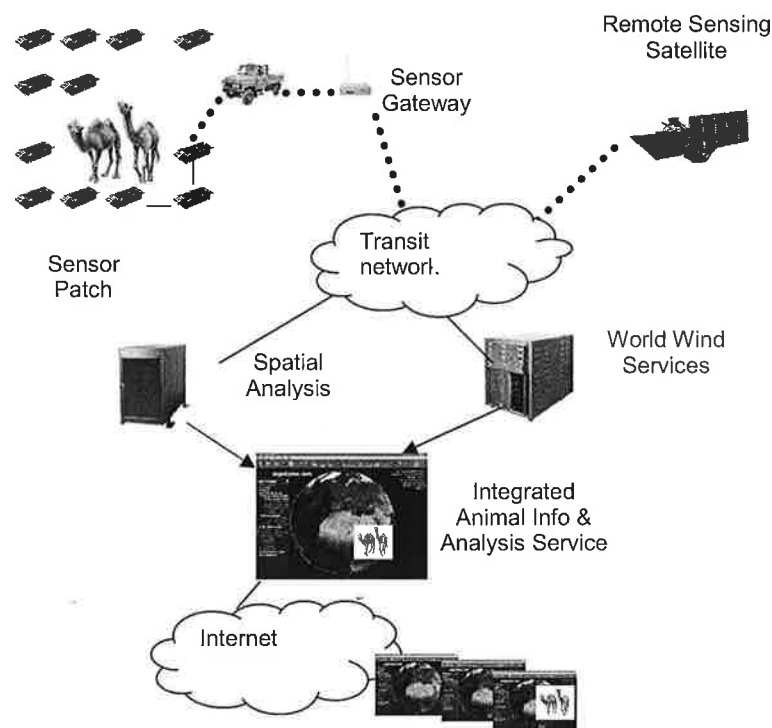 Remote Sensing
Satellite
Sensor
Gateway
Transit
network.
Sensor
Patch
World Wind
Services
Spatial
Analysis
Integrated
Animal Info &
Analysis Service
Internet